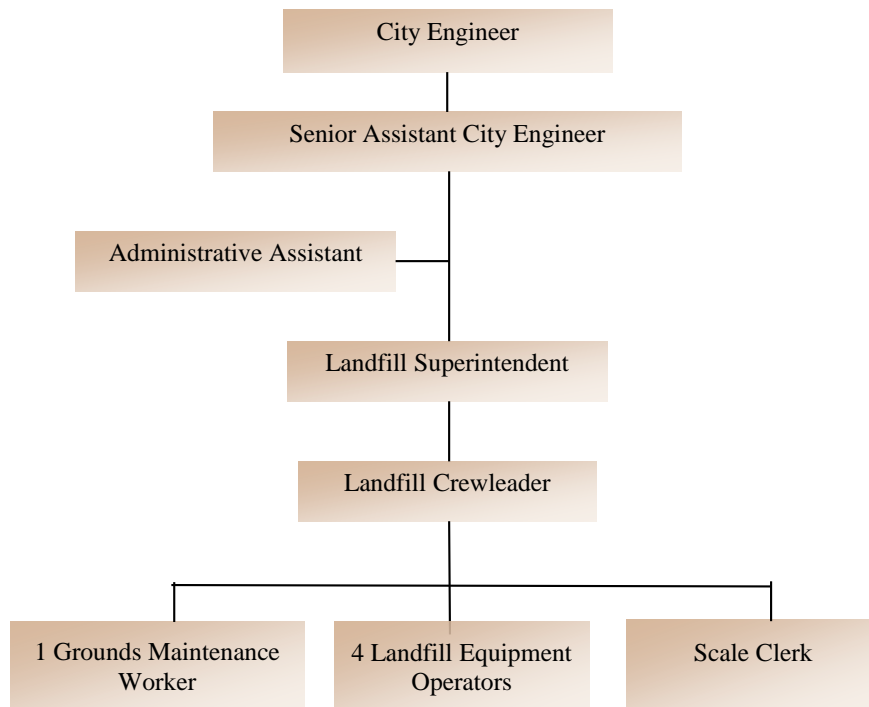 City Engineer
Senior Assistant City Engineer
Administrative Assistant
Landfill Superintendent
Landfill Crewleader
1 Grounds Maintenance
Worker
4 Landfill Equipment
Operators
Scale Clerk